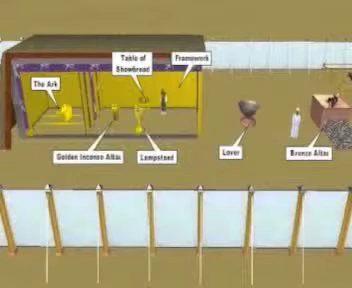 Table of
Showbread
Framework
The Ark
Golden Incense Altar
Lampstand
Laver
Bronze Altar